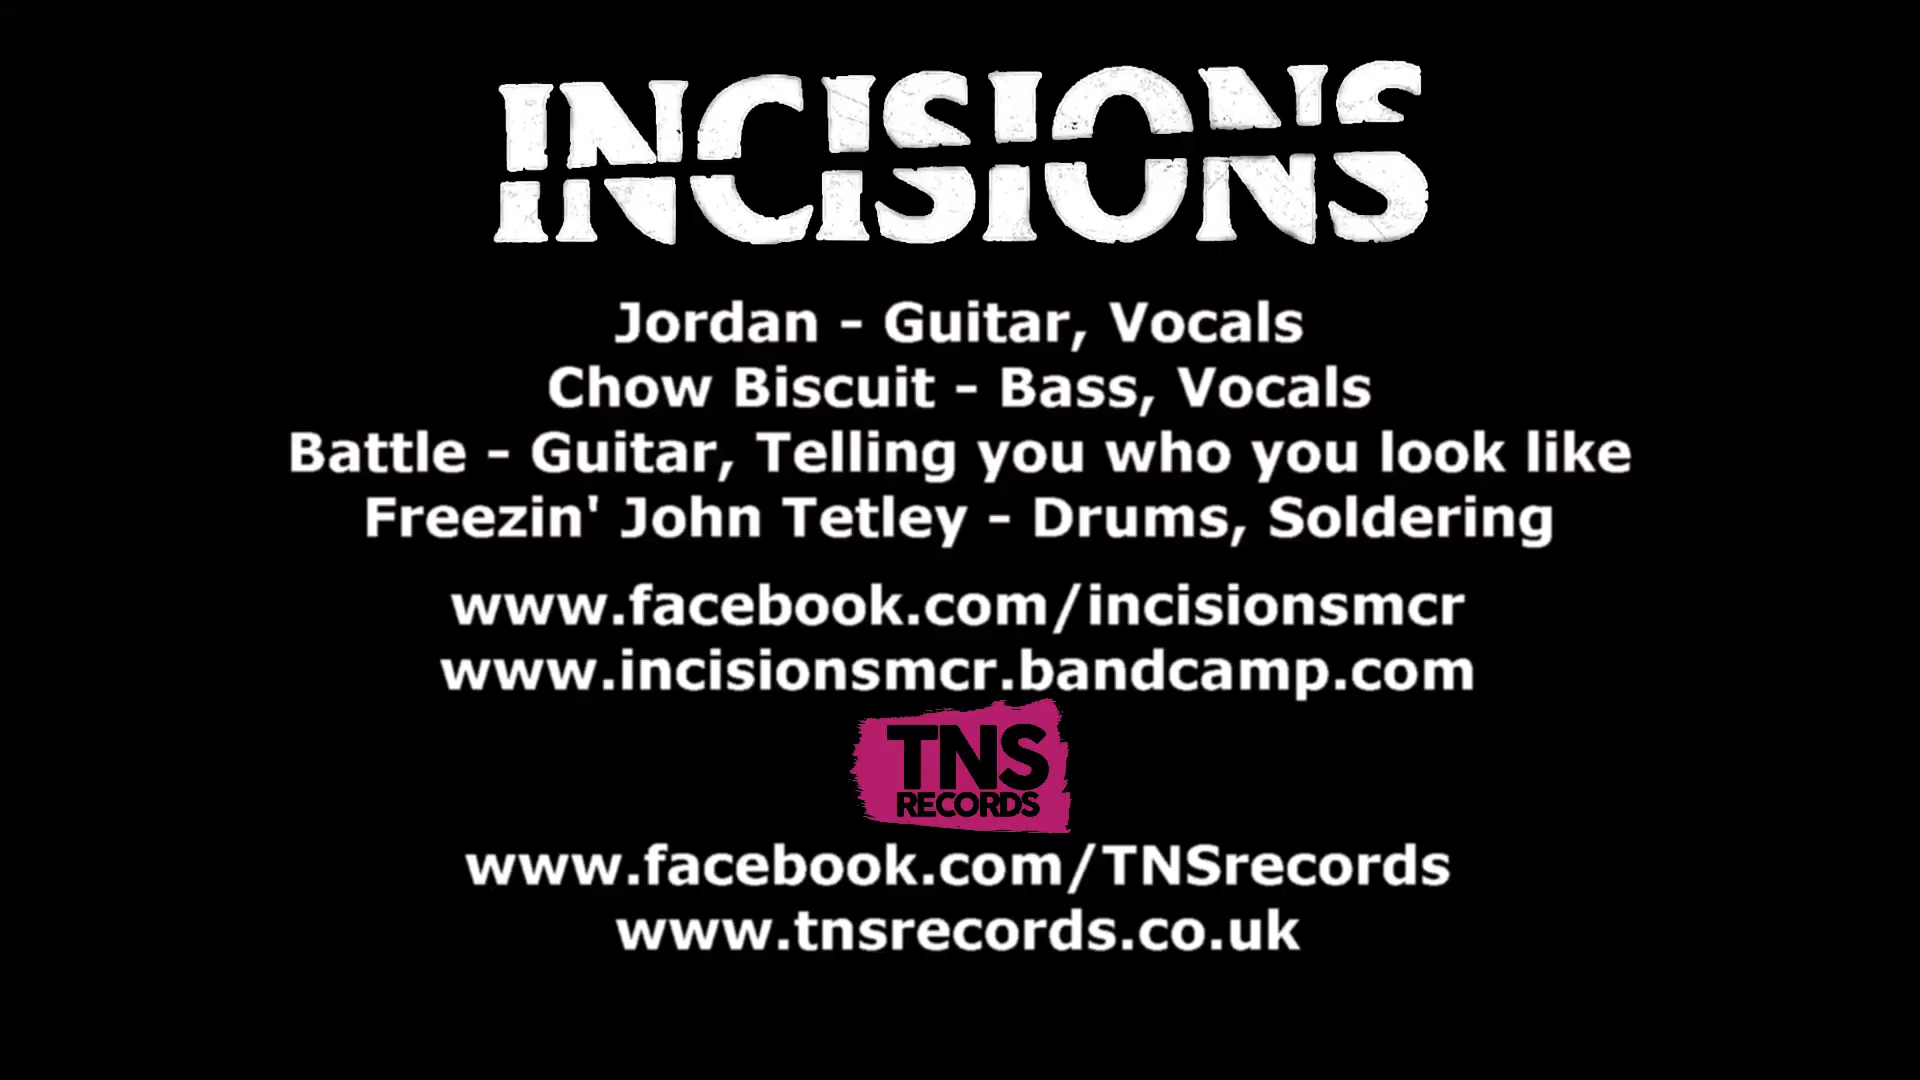 INCISIONS
Jordan - Guitar, Vocals
Chow Biscuit - Bass, Vocals
Battle - Guitar, Telling you who you look like
Freezin' John Tetley - Drums, Soldering
www.facebook.com/incisionsmcr
www.incisionsmcr.bandcamp.com
TNS
RECORDS
www.facebook.com/TNSrecords
www.tnsrecords.co.uk